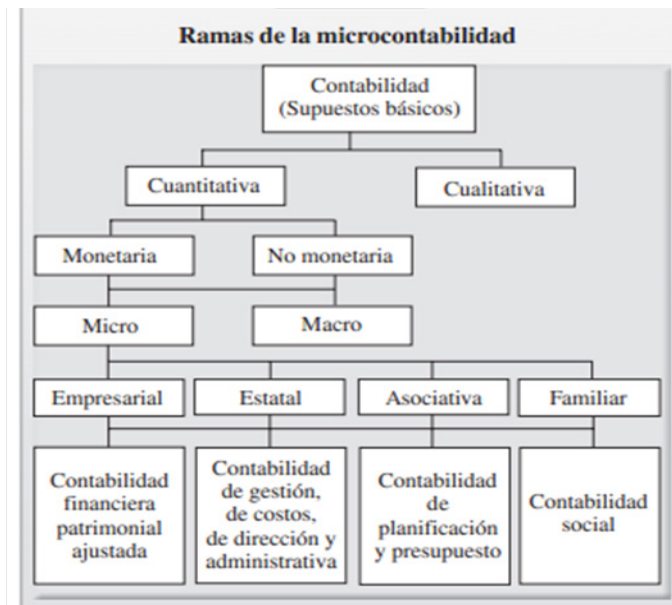 Ramas de la microcontabilidad
Contabilidad
(Supuestos básicos)
Cuantitativa
Cualitativa
Monetaria
No monetaria
Micro
Macro
Empresarial
Estatal
Asociativa
Familiar
Contabilidad
financiera
patrimonial
ajustada
Contabilidad
de gestión,
de costos,
de dirección y
administrativa
Contabilidad
de
planificación
y presupuesto
Contabilidad
social